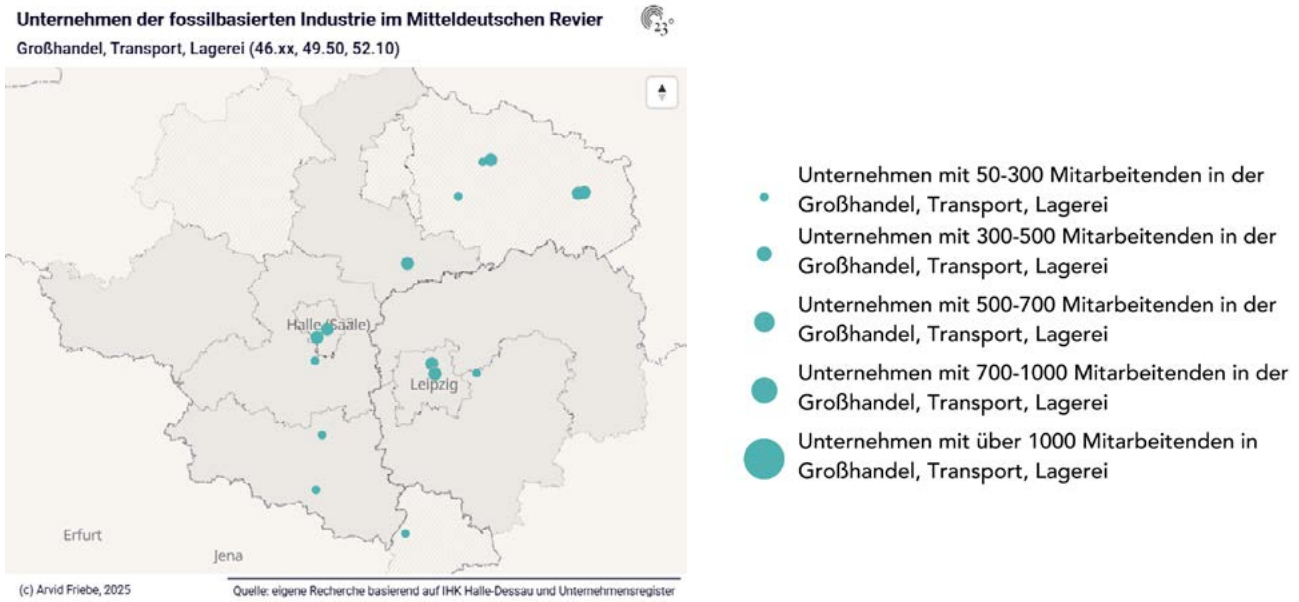 Unternehmen der fossilbasierten Industrie im Mitteldeutschen Revier
23°
Großhandel, Transport, Lagerei (46.xx, 49.50, 52.10)
Halle (Saale)
Leipzig
Erfurt
Jena
(c) Arvid Friebe, 2025
Quelle: eigene Recherche basierend auf IHK Halle-Dessau und Unternehmensregister
Unternehmen mit 50-300 Mitarbeitenden in der
Großhandel, Transport, Lagerei
Unternehmen mit 300-500 Mitarbeitenden in der
Großhandel, Transport, Lagerei
Unternehmen mit 500-700 Mitarbeitenden in der
Großhandel, Transport, Lagerei
Unternehmen mit 700-1000 Mitarbeitenden in der
Großhandel, Transport, Lagerei
Unternehmen mit über 1000 Mitarbeitenden in
Großhandel, Transport, Lagerei